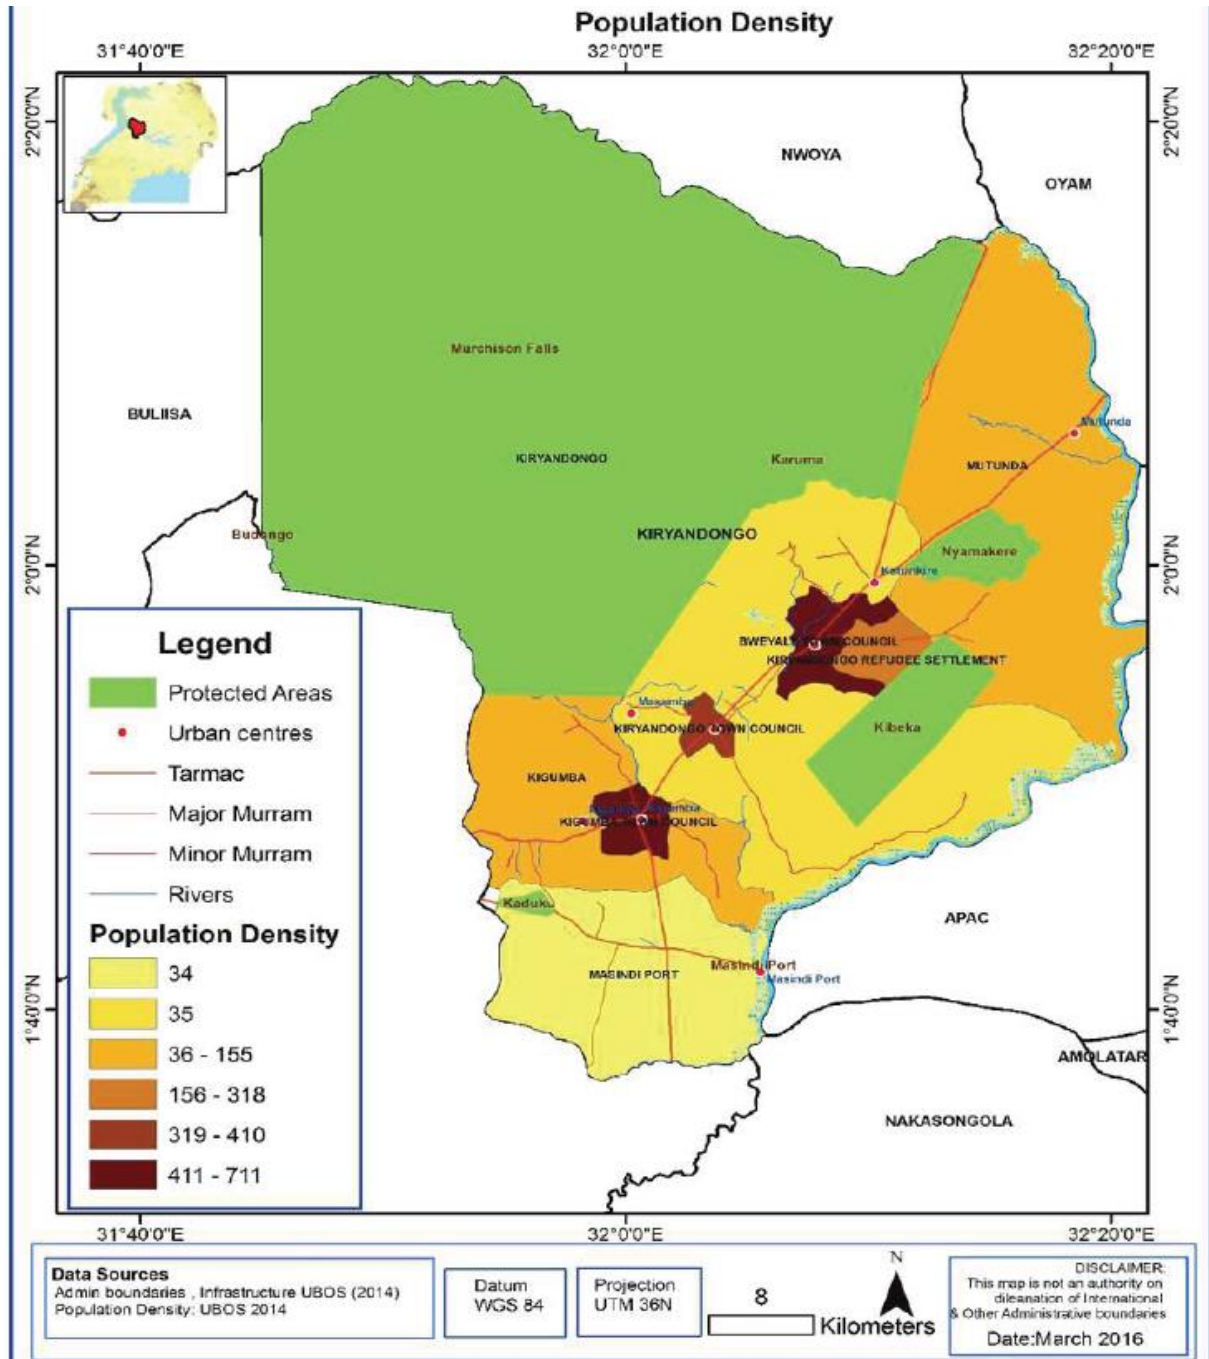 Population Density
31°40'0"E
32°0'0"E
32°20'0"E
2°20'0"N
2°20'0"N
NWOYA
OYAM
Murchison Falls
BULIISA
Mutunda
KIRYANDONGO
Karuma
MUTUNDA
Budongo
KIRYANDONGO
Nyamakere
2°0'0"N
2°0'0"N
Katunkire
BWEYALE TOWN COUNCIL
KIRYANDONGO REFUGEE SETTLEMENT
KIRYANDONGO TOWN COUNCIL
Kibeka
KIGUMBA
KIGUMBA TOWN COUNCIL
Kaduku
APAC
MASINDI PORT
Masindi Port
Masindi Port
1°40'0"N
1°40'0"N
AMOLATAR
NAKASONGOLA
Legend
Protected Areas
Urban centres
Tarmac
Major Murram
Minor Murram
Rivers
Population Density
34
35
36 - 155
156 - 318
319 - 410
411 - 711
31°40'0"E
32°0'0"E
32°20'0"E
Data Sources
Admin boundaries , Infrastructure UBOS (2014)
Population Density: UBOS 2014
Datum
WGS 84
Projection
UTM 36N
8
Kilometers
N
DISCLAIMER:
This map is not an authority on
dileanation of International
& Other Administrative boundaries
Date:March 2016